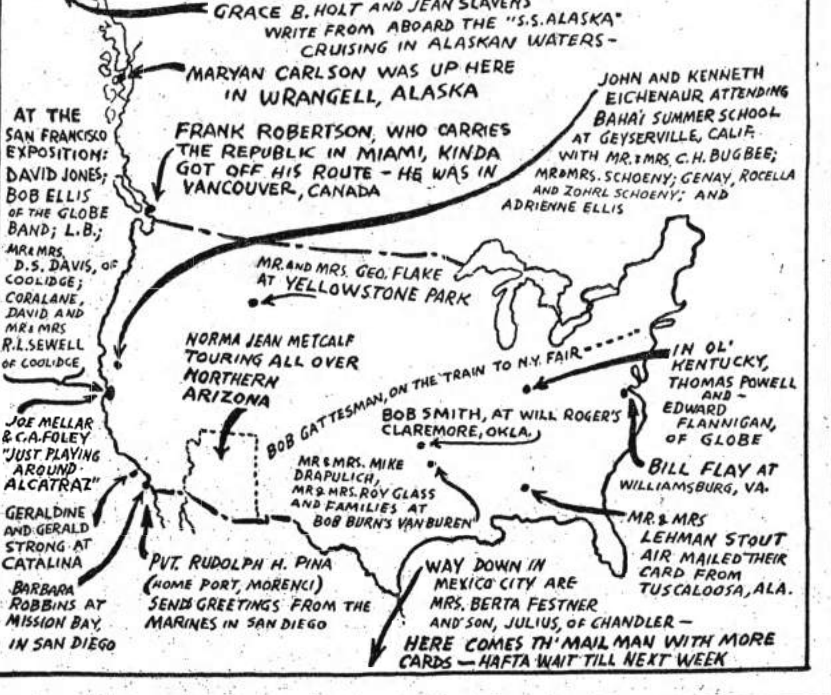 GRACE B. HOLT AND JEAN SLAVENS
WRITE FROM ABOARD THE "S.S. ALASKA"
CRUISING IN ALASKAN WATERS-
MARYAN CARLSON WAS UP HERE
IN WRANGELL, ALASKA
JOHN AND KENNETH
EICHENAUR ATTENDING
BAHA'I SUMMER SCHOOL
AT GEYSERVILLE, CALIF.
WITH MR. & MRS. C.H. BUGBEE;
MR & MRS. SCHOENY; GENAY, ROCELLA
AND ZOHRL SCHOENY; AND
ADRIENNE ELLIS
AT THE
SAN FRANCISCO
EXPOSITION:
DAVID JONES;
BOB ELLIS
OF THE GLOBE
BAND; L.B.;
MR & MRS.
D.S. DAVIS, OF
COOLIDGE;
CORALANE,
DAVID AND
MR & MRS
R.L. SEWELL
OF COOLIDGE
FRANK ROBERTSON, WHO CARRIES
THE REPUBLIC IN MIAMI, KINDA
GOT OFF HIS ROUTE - HE WAS IN
VANCOUVER, CANADA
MR. AND MRS. GEO. FLAKE
AT YELLOWSTONE PARK
NORMA JEAN METCALF
TOURING ALL OVER
NORTHERN
ARIZONA
BOB GATTESMAN, ON THE TRAIN TO N.Y. FAIR
IN OL'
KENTUCKY,
THOMAS POWELL
AND -
EDWARD
FLANNIGAN,
OF GLOBE
BOB SMITH, AT WILL ROGER'S
CLAREMORE, OKLA.
JOE MELLAR
& C.A. FOLEY
"JUST PLAYING
AROUND
ALCATRAZ"
MR & MRS. MIKE
DRAPULICH,
MR & MRS. ROY GLASS
AND FAMILIES AT
BOB BURN'S VAN BUREN
BILL FLAY AT
WILLIAMSBURG, VA.
GERALDINE
AND GERALD
STRONG AT
CATALINA
MR. & MRS
LEHMAN STOUT
AIR MAILED THEIR
CARD FROM
TUSCALOOSA, ALA.
BARBARA
ROBBINS AT
MISSION BAY,
IN SAN DIEGO
PVT. RUDOLPH H. PINA
(HOME PORT, MORENCI)
SENDS GREETINGS FROM THE
MARINES IN SAN DIEGO
WAY DOWN IN
MEXICO CITY ARE
MRS. BERTA FESTNER
AND SON, JULIUS, OF CHANDLER -
HERE COMES TH' MAIL MAN WITH MORE
CARDS - HAFTA WAIT TILL NEXT WEEK